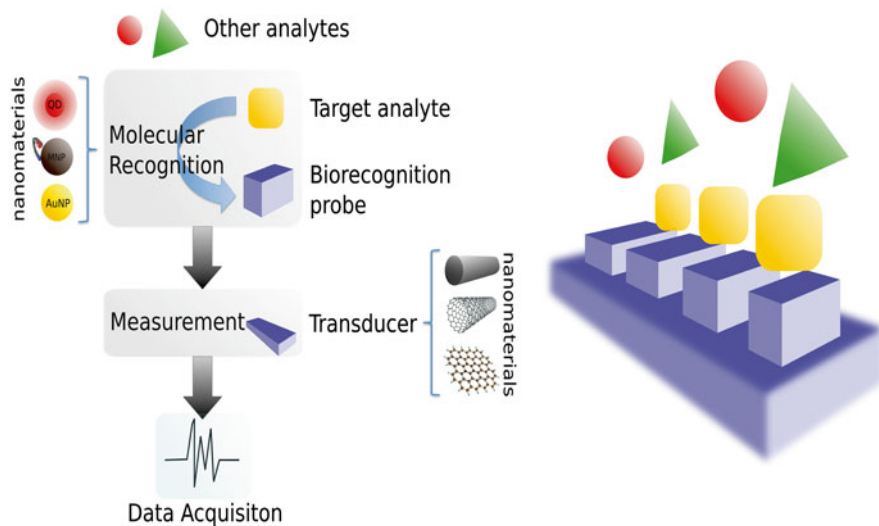 Other analytes
nanomaterials
QD
MNP
AuNP
Molecular
Recognition
Target analyte
Biorecognition
probe
Measurement
Transducer
nanomaterials
Data Acquisiton